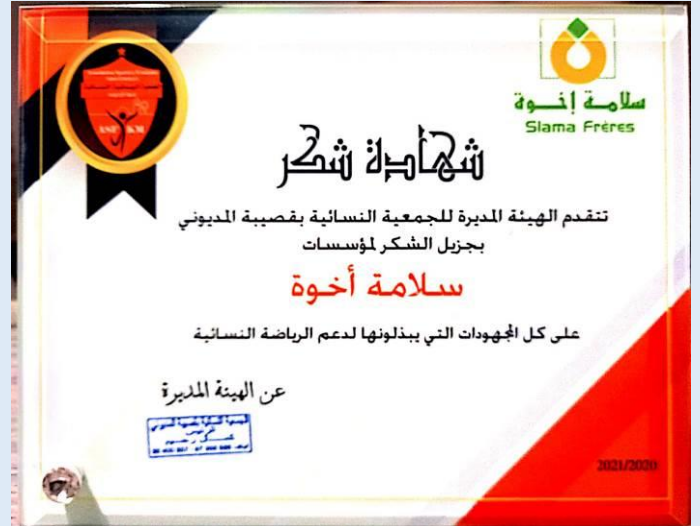 سلامة إخوة
Slama Frères
شهادة شكر
تتقدم الهيئة المديرة للجمعية النسائية بقصيبة المديوني
بجزيل الشكر لمؤسسات
سلامة أخوة
على كل المجهودات التي يبذلونها لدعم الرياضة النسائية
عن الهيئة المديرة
2021/2020